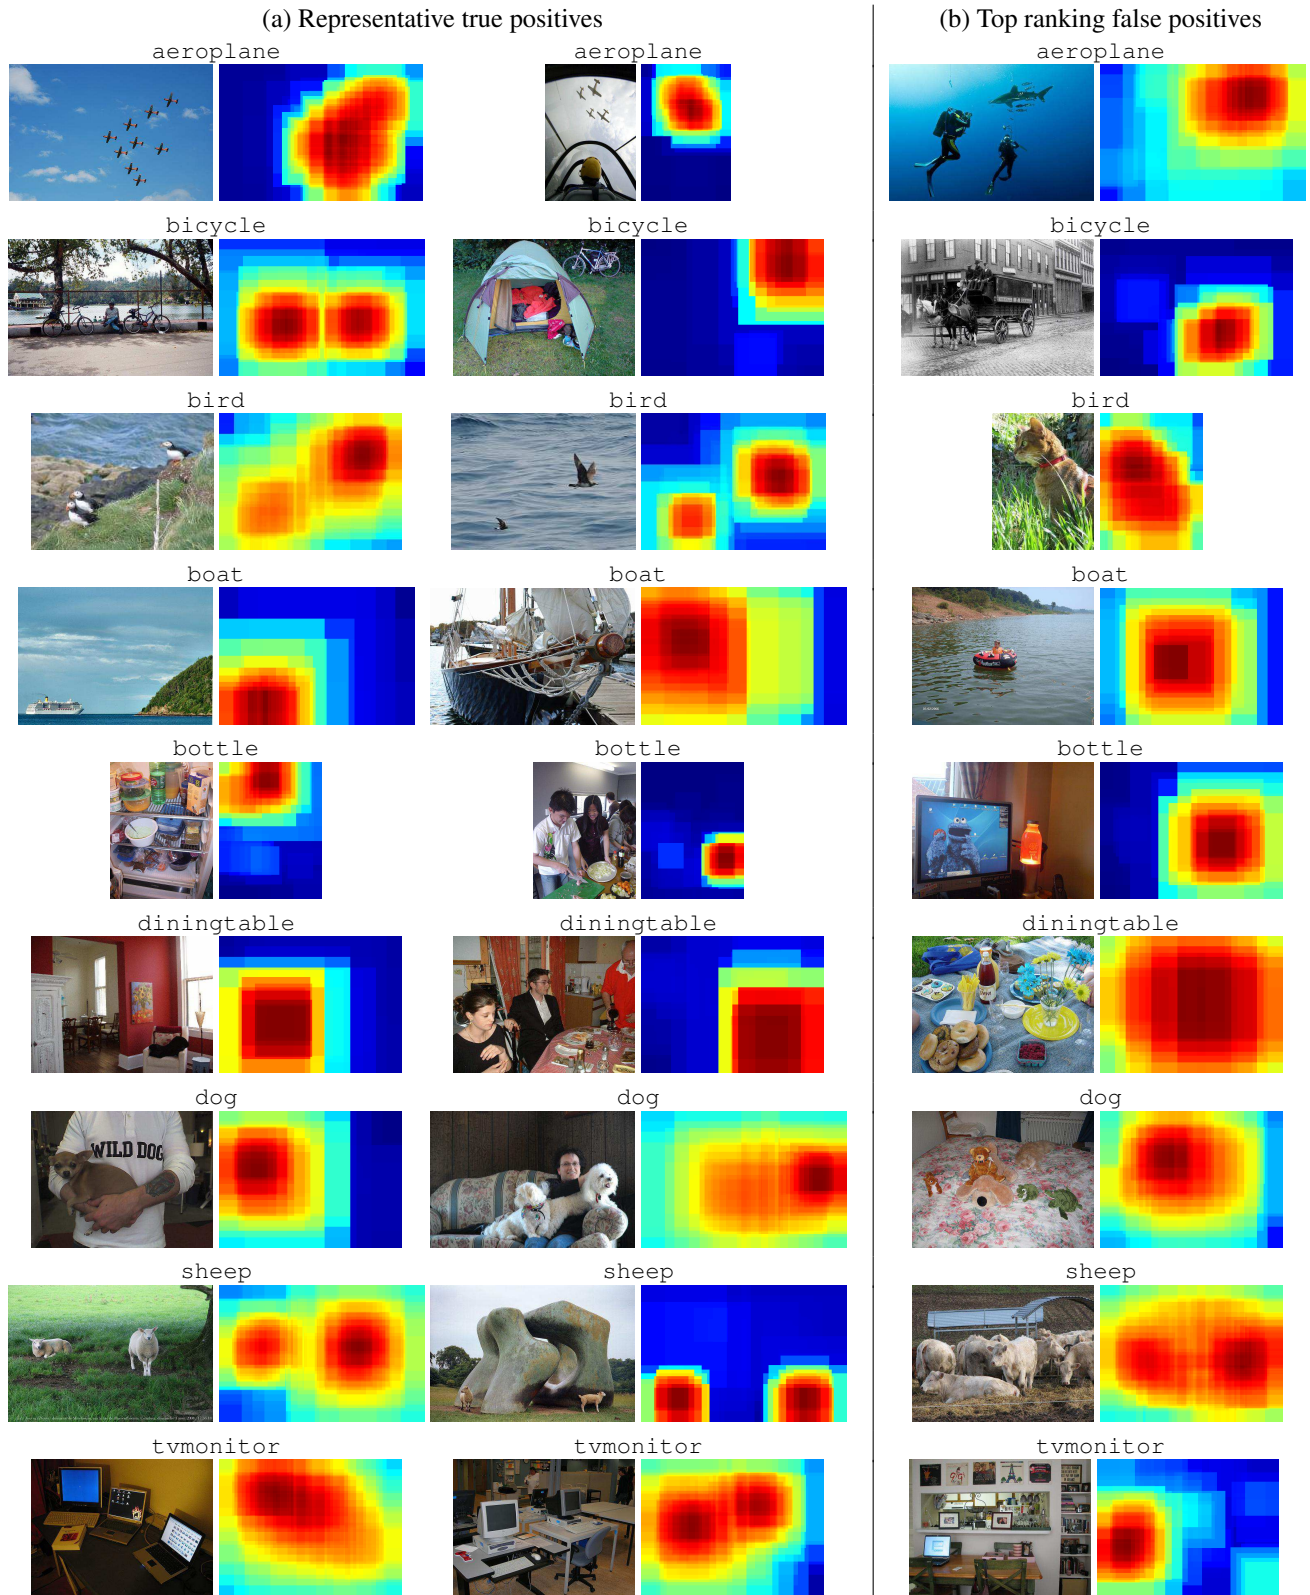 (a) Representative true positives
(b) Top ranking false positives
aeroplane
aeroplane
aeroplane
bicycle
bicycle
bicycle
bird
bird
bird
boat
boat
boat
bottle
bottle
bottle
diningtable
diningtable
diningtable
dog
dog
dog
WILD DOG
sheep
sheep
sheep
tvmonitor
tvmonitor
tvmonitor